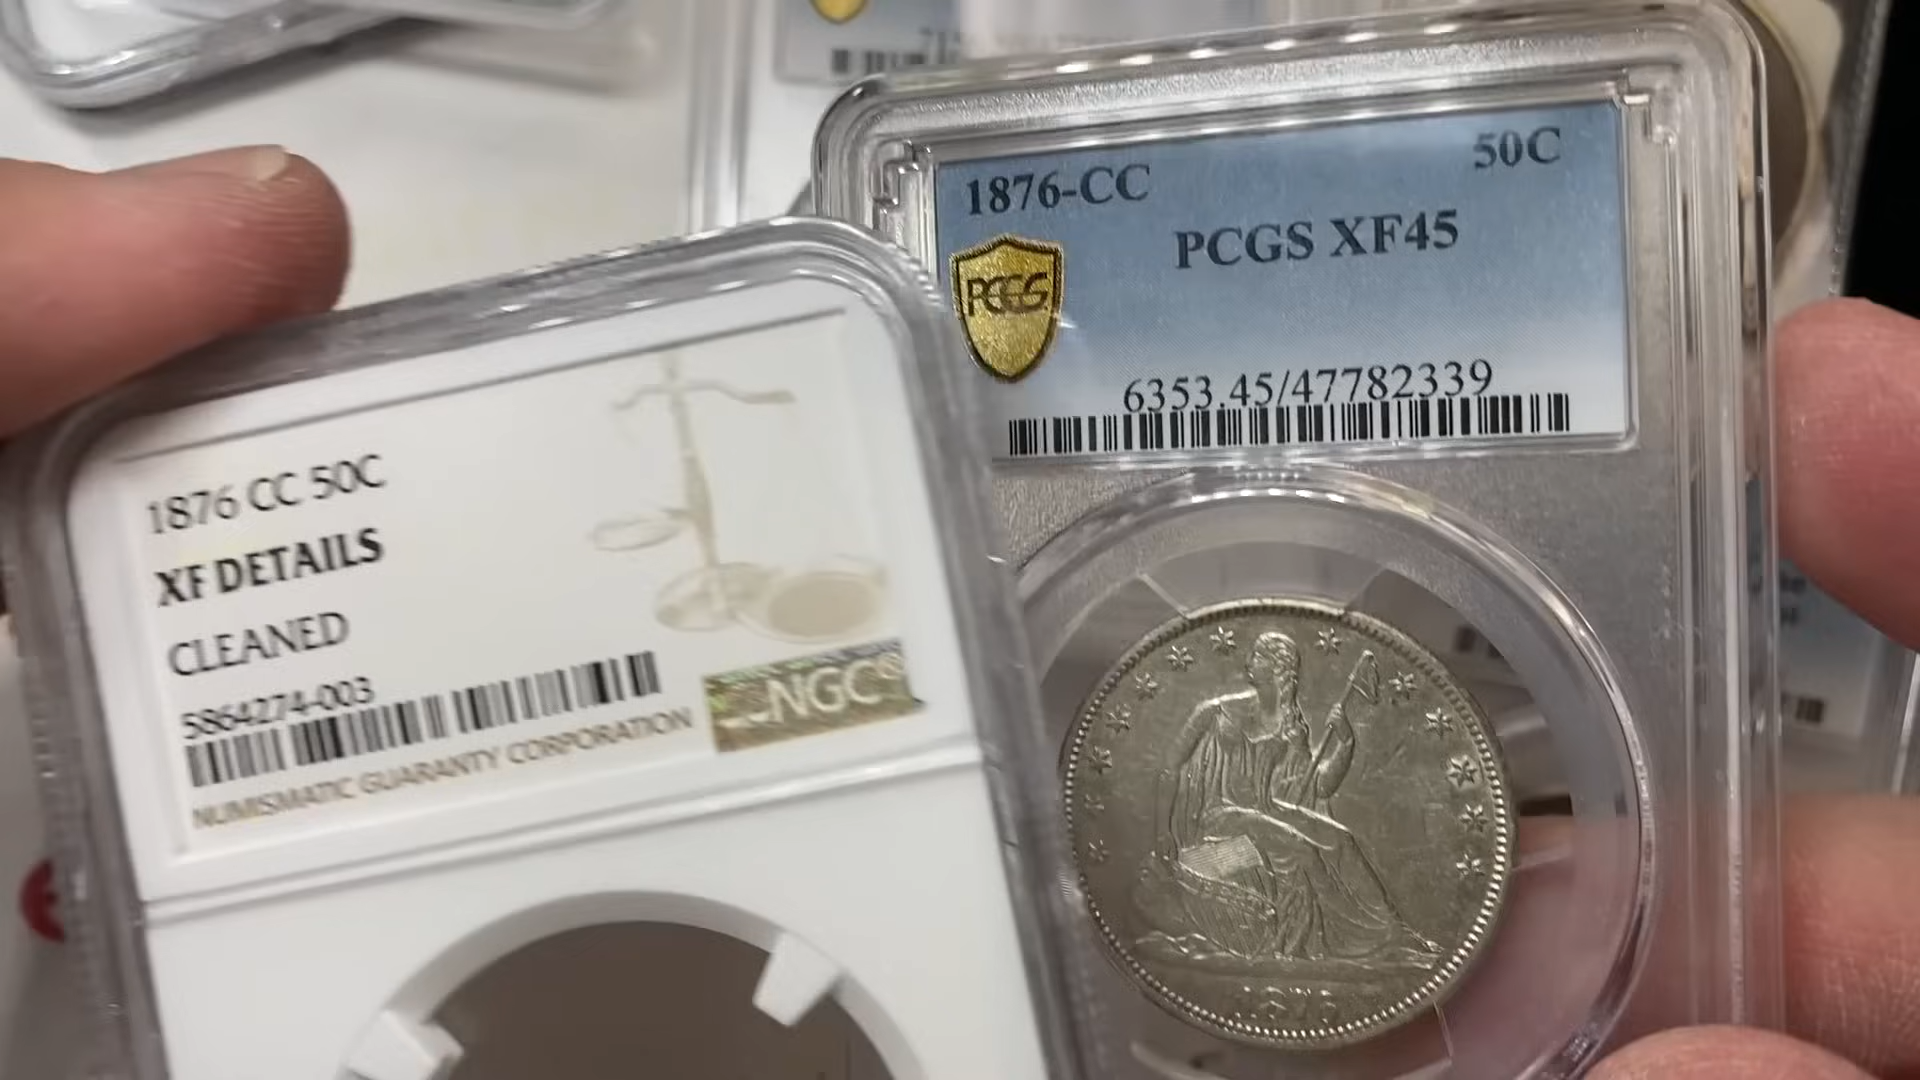 1876 CC 50C
XF DETAILS
CLEANED
5864274-003
NUMISMATIC GUARANTY CORPORATION
NGC
1876-CC
50C
PCGS XF45
PCGS
6353.45/47782339
1876